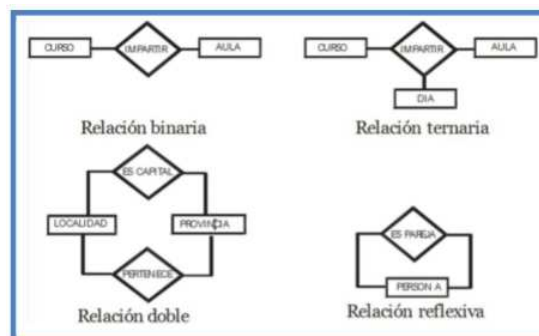 CURSO IMPARTIR AULA
Relación binaria
CURSO IMPARTIR AULA
DIA
Relación ternaria
ES CAPITAL
LOCALIDAD PROVINCIA
PERTENECE
Relación doble
ES PAREJA
PERSONA
Relación reflexiva